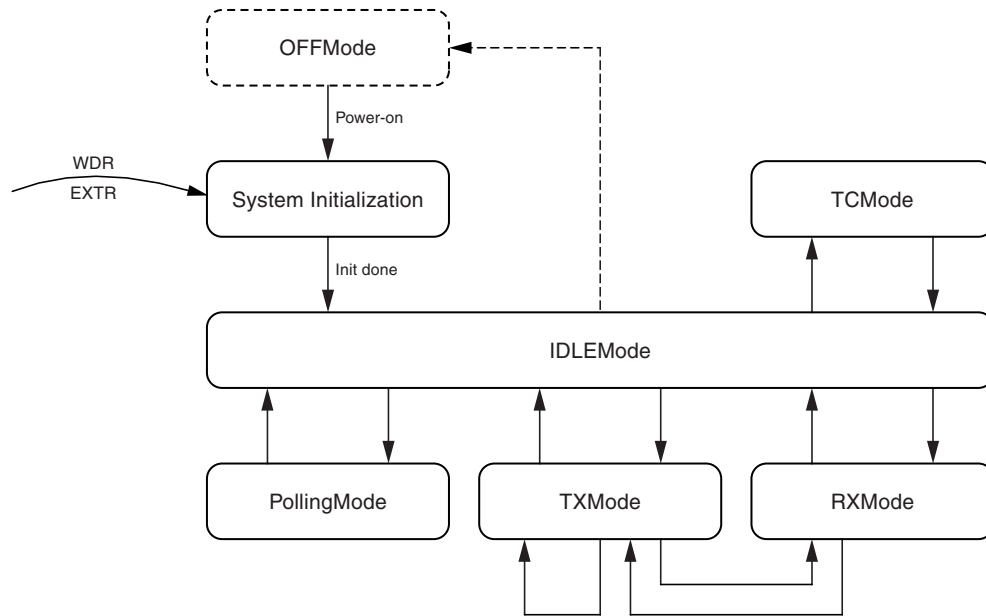 OFFMode
Power-on
WDR
EXTR
System Initialization
TCMode
Init done
IDLEMode
PollingMode
TXMode
RXMode